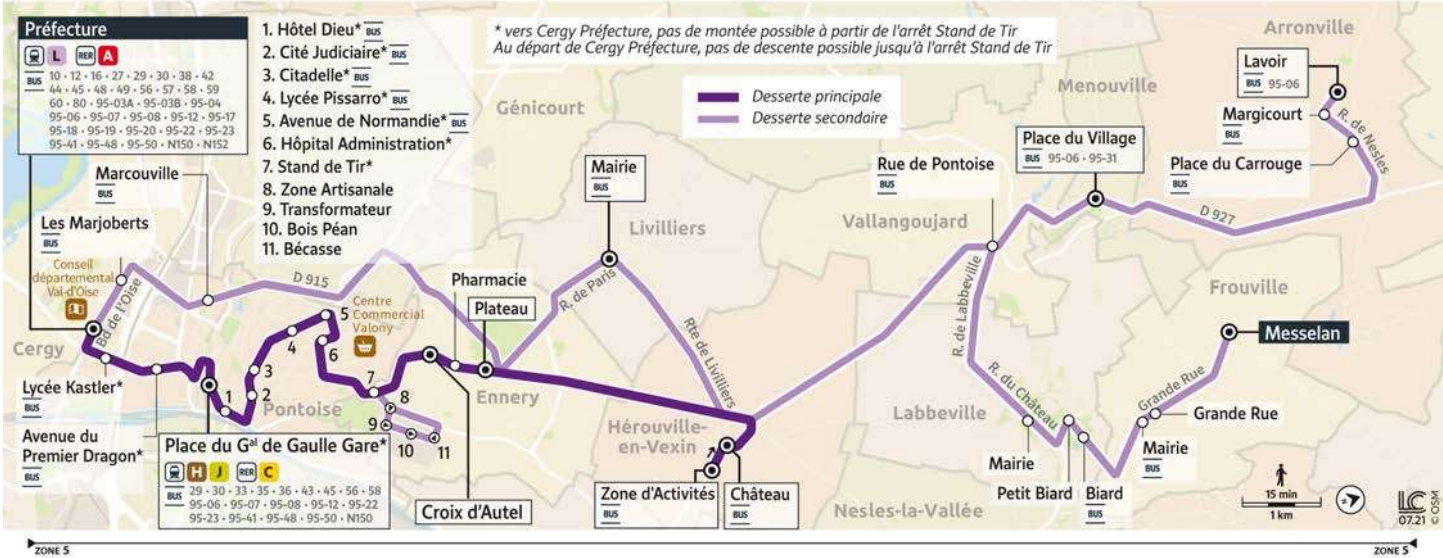 Préfecture
L RER A
BUS 10 · 12 · 16 · 27 · 29 · 30 · 38 · 42
44 · 45 · 48 · 49 · 56 · 57 · 58 · 59
60 · 80 · 95-03A · 95-03B · 95-04
95-06 · 95-07 · 95-08 · 95-12 · 95-17
95-18 · 95-19 · 95-20 · 95-22 · 95-23
95-41 · 95-48 · 95-50 · N150 · N152
1. Hôtel Dieu* BUS
2. Cité Judiciaire* BUS
3. Citadelle* BUS
4. Lycée Pissarro* BUS
5. Avenue de Normandie* BUS
6. Hôpital Administration*
7. Stand de Tir*
8. Zone Artisanale
9. Transformateur
10. Bois Péan
11. Bécasse
* vers Cergy Préfecture, pas de montée possible à partir de l'arrêt Stand de Tir
Au départ de Cergy Préfecture, pas de descente possible jusqu'à l'arrêt Stand de Tir
Desserte principale
Desserte secondaire
Génicourt
Menouville
Arronville
Lavoir
BUS 95-06
Margicourt
BUS
R. de Nesles
Place du Carrouge
BUS
Place du Village
BUS 95-06 · 95-31
Rue de Pontoise
BUS
Mairie
BUS
Marcouville
BUS
Les Marjoberts
BUS
Livilliers
Vallangoujard
D 927
Conseil
départemental
Val-d'Oise
Bd de l'Oise
D 915
Pharmacie
R. de Paris
Rte de Livilliers
R. de Labbeville
Frouville
Centre
Commercial
Valony
Plateau
Messelan
Cergy
5
4
6
3
7
2
1
8
9
10
11
Lycée Kastler*
BUS
Pontoise
Ennery
Labbeville
R. du Château
Grande Rue
Grande Rue
Hérouville-
en-Vexin
Avenue du
Premier Dragon*
BUS
Place du Gal de Gaulle Gare*
H J RER C
BUS 29 · 30 · 33 · 35 · 36 · 43 · 45 · 56 · 58
95-06 · 95-07 · 95-08 · 95-12 · 95-22
95-23 · 95-41 · 95-48 · 95-50 · N150
Croix d'Autel
Zone d'Activités
BUS
Château
BUS
Mairie
Petit Biard
Biard
BUS
Mairie
BUS
Nesles-la-Vallée
15 min
1 km
LC
07.21
© OSM
ZONE 5
ZONE 5